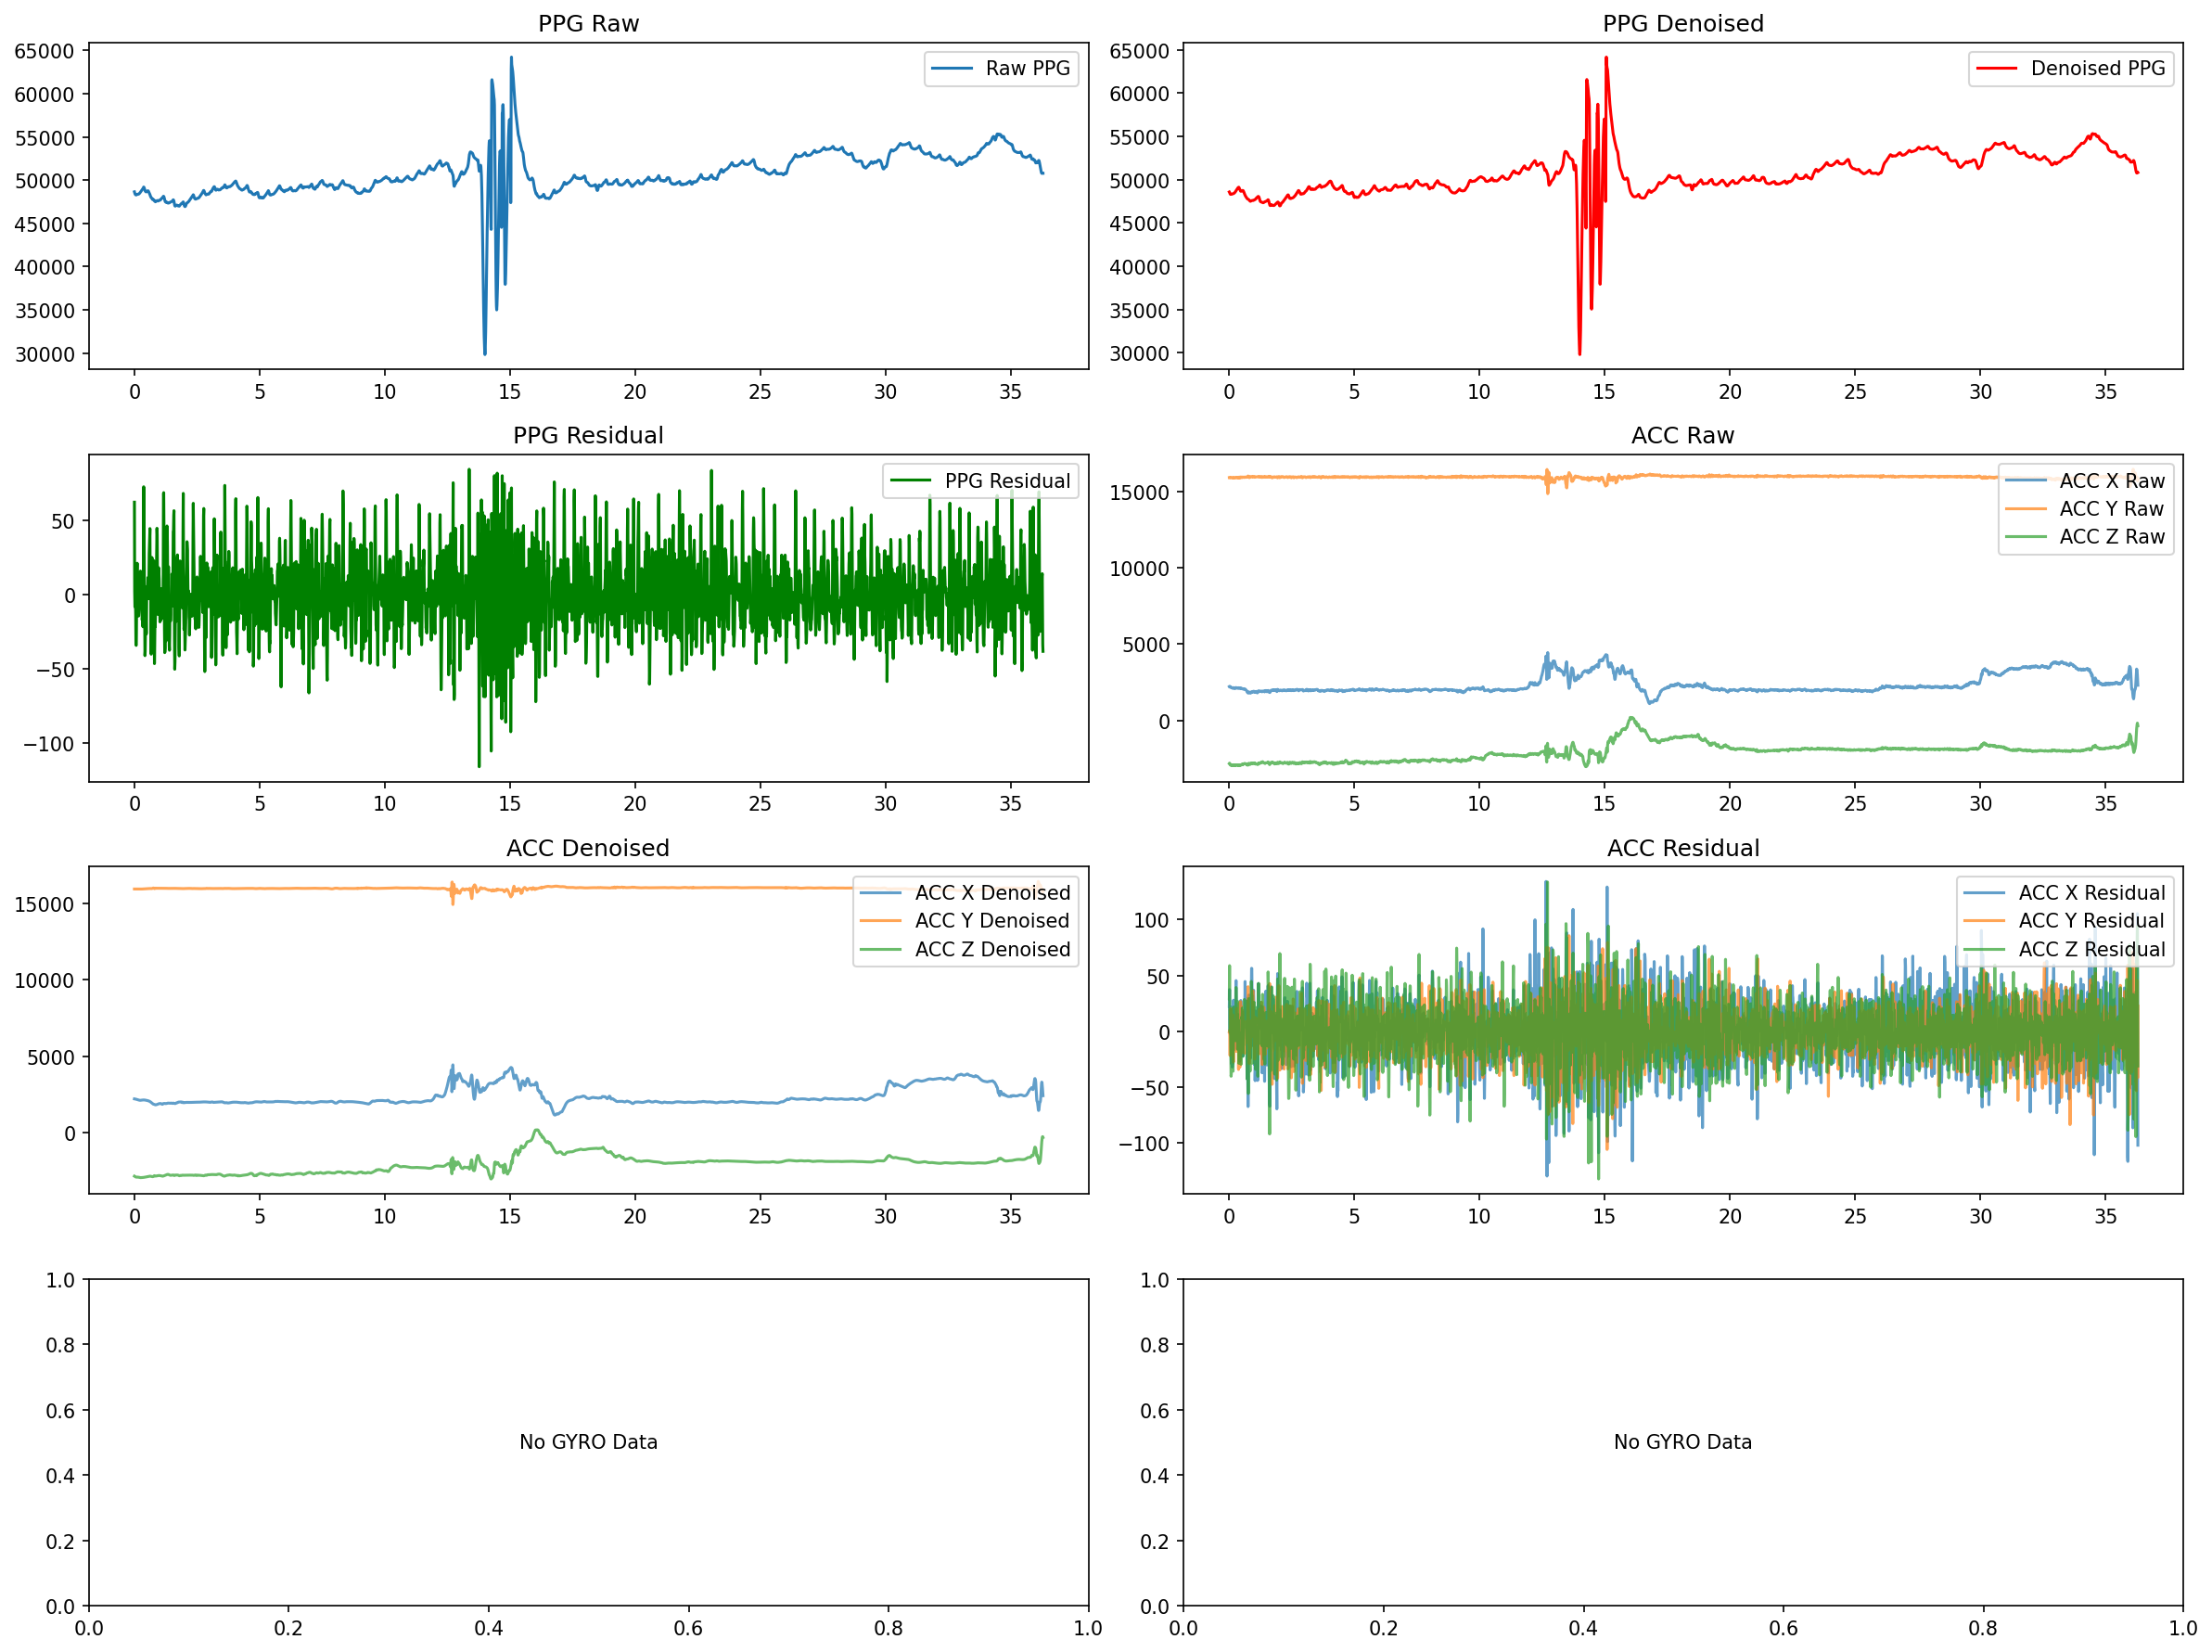 PPG Raw
65000
60000
55000
50000
45000
40000
35000
30000
Raw PPG
0 5 10 15 20 25 30 35
PPG Denoised
65000
60000
55000
50000
45000
40000
35000
30000
Denoised PPG
0 5 10 15 20 25 30 35
PPG Residual
50
0
−50
−100
PPG Residual
0 5 10 15 20 25 30 35
ACC Raw
15000
10000
5000
0
ACC X Raw
ACC Y Raw
ACC Z Raw
0 5 10 15 20 25 30 35
ACC Denoised
15000
10000
5000
0
ACC X Denoised
ACC Y Denoised
ACC Z Denoised
0 5 10 15 20 25 30 35
ACC Residual
100
50
0
−50
−100
ACC X Residual
ACC Y Residual
ACC Z Residual
0 5 10 15 20 25 30 35
1.0
0.8
0.6
0.4
0.2
0.0
No GYRO Data
0.0 0.2 0.4 0.6 0.8 1.0
1.0
0.8
0.6
0.4
0.2
0.0
No GYRO Data
0.0 0.2 0.4 0.6 0.8 1.0